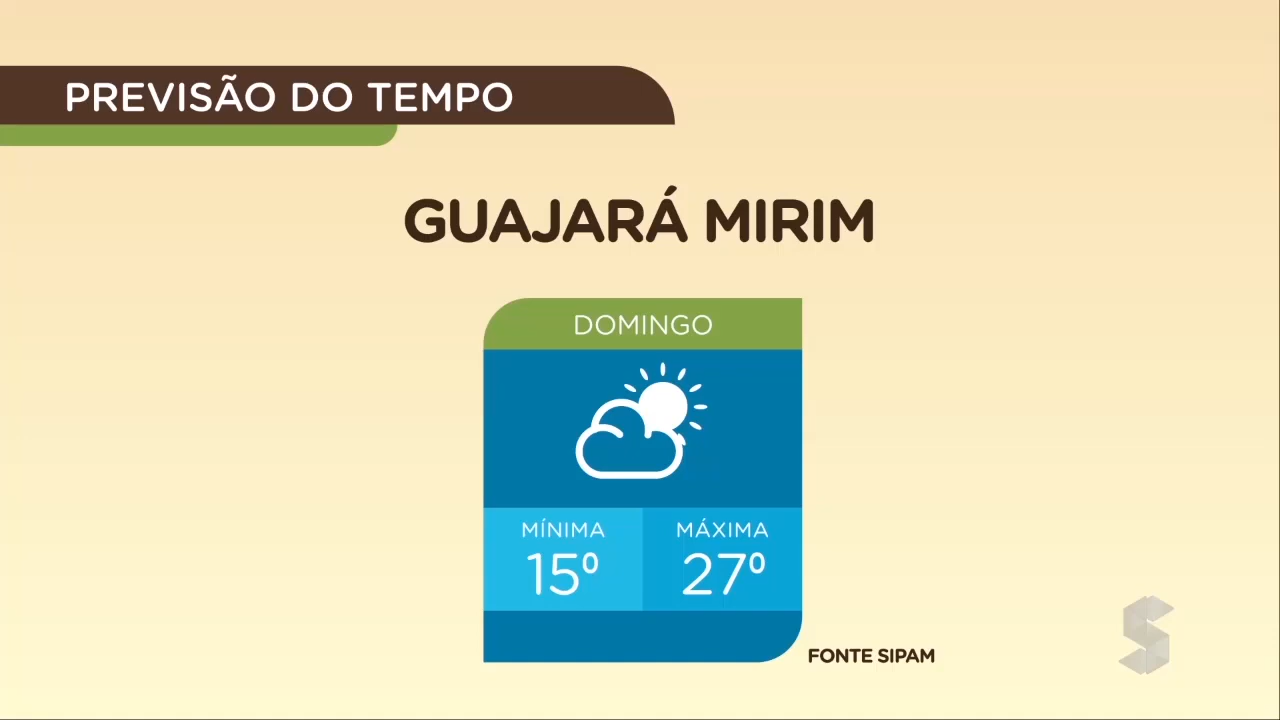 PREVISÃO DO TEMPO
GUAJARÁ MIRIM
DOMINGO
MÍNIMA
15º
MÁXIMA
27º
FONTE SIPAM